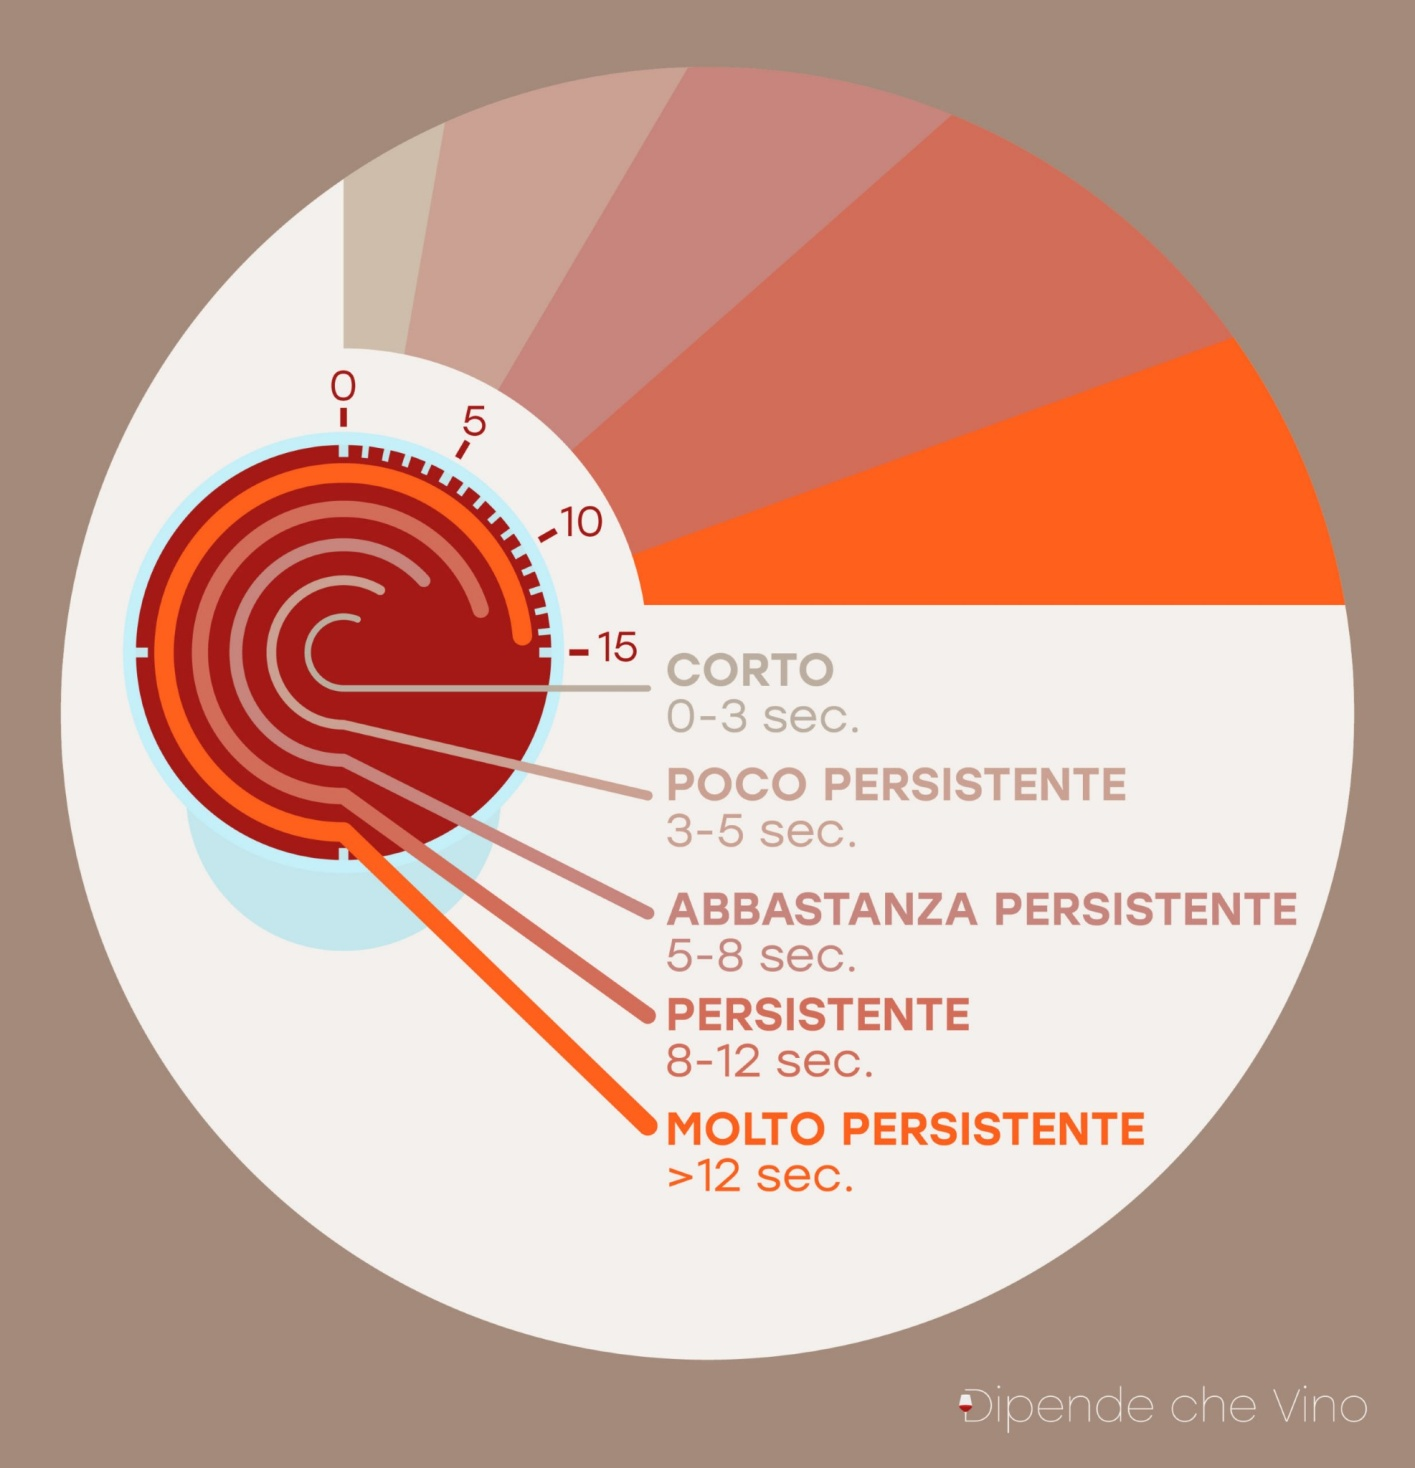 0
5
10
15
CORTO
0-3 sec.
POCO PERSISTENTE
3-5 sec.
ABBASTANZA PERSISTENTE
5-8 sec.
PERSISTENTE
8-12 sec.
MOLTO PERSISTENTE
>12 sec.
Dipende che Vino